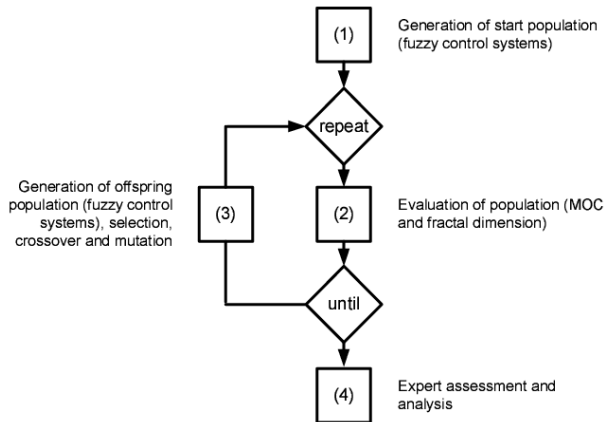 (1)
Generation of start population
(fuzzy control systems)
repeat
Generation of offspring
population (fuzzy control
systems), selection,
crossover and mutation
(3)
(2)
Evaluation of population (MOC
and fractal dimension)
until
(4)
Expert assessment and
analysis